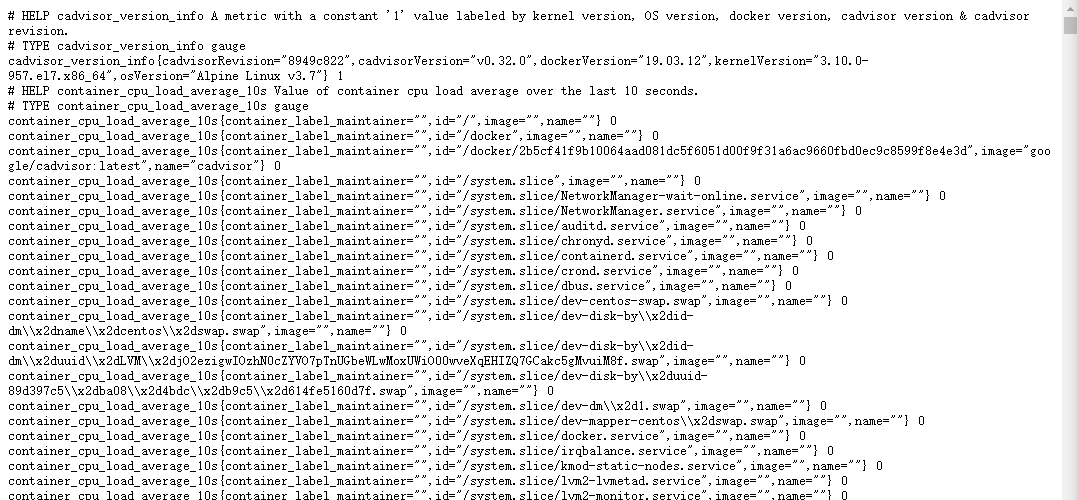 # HELP cadvisor_version_info A metric with a constant '1' value labeled by kernel version, OS version, docker version, cadvisor version & cadvisor
revision.
# TYPE cadvisor_version_info gauge
cadvisor_version_info{cadvisorRevision="8949c822",cadvisorVersion="v0.32.0",dockerVersion="19.03.12",kernelVersion="3.10.0-
957.el7.x86_64",osVersion="Alpine Linux v3.7"} 1
# HELP container_cpu_load_average_10s Value of container cpu load average over the last 10 seconds.
# TYPE container_cpu_load_average_10s gauge
container_cpu_load_average_10s{container_label_maintainer="",id="/",image="",name=""} 0
container_cpu_load_average_10s{container_label_maintainer="",id="/docker",image="",name=""} 0
container_cpu_load_average_10s{container_label_maintainer="",id="/docker/2b5cf41f9b10064aad081dc5f6051d00f9f31a6ac9660fbd0ec9c8599f8e4e3d",image="goo
gle/cadvisor:latest",name="cadvisor"} 0
container_cpu_load_average_10s{container_label_maintainer="",id="/system.slice",image="",name=""} 0
container_cpu_load_average_10s{container_label_maintainer="",id="/system.slice/NetworkManager-wait-online.service",image="",name=""} 0
container_cpu_load_average_10s{container_label_maintainer="",id="/system.slice/NetworkManager.service",image="",name=""} 0
container_cpu_load_average_10s{container_label_maintainer="",id="/system.slice/auditd.service",image="",name=""} 0
container_cpu_load_average_10s{container_label_maintainer="",id="/system.slice/chronyd.service",image="",name=""} 0
container_cpu_load_average_10s{container_label_maintainer="",id="/system.slice/containerd.service",image="",name=""} 0
container_cpu_load_average_10s{container_label_maintainer="",id="/system.slice/crond.service",image="",name=""} 0
container_cpu_load_average_10s{container_label_maintainer="",id="/system.slice/dbus.service",image="",name=""} 0
container_cpu_load_average_10s{container_label_maintainer="",id="/system.slice/dev-centos-swap.swap",image="",name=""} 0
container_cpu_load_average_10s{container_label_maintainer="",id="/system.slice/dev-disk-by\\x2did-
dm\\x2dname\\x2dcentos\\x2dswap.swap",image="",name=""} 0
container_cpu_load_average_10s{container_label_maintainer="",id="/system.slice/dev-disk-by\\x2did-
dm\\x2duuid\\x2dLVM\\x2djO2ezigwIOzhN0cZYVO7pTnUGbeWLwMoxUWiO00wveXqEHIZQ7GCakc5gMvuiM8f.swap",image="",name=""} 0
container_cpu_load_average_10s{container_label_maintainer="",id="/system.slice/dev-disk-by\\x2duuid-
89d397c5\\x2dba08\\x2d4bdc\\x2db9c5\\x2d614fe5160d7f.swap",image="",name=""} 0
container_cpu_load_average_10s{container_label_maintainer="",id="/system.slice/dev-dm\\x2d1.swap",image="",name=""} 0
container_cpu_load_average_10s{container_label_maintainer="",id="/system.slice/dev-mapper-centos\\x2dswap.swap",image="",name=""} 0
container_cpu_load_average_10s{container_label_maintainer="",id="/system.slice/docker.service",image="",name=""} 0
container_cpu_load_average_10s{container_label_maintainer="",id="/system.slice/irqbalance.service",image="",name=""} 0
container_cpu_load_average_10s{container_label_maintainer="",id="/system.slice/kmod-static-nodes.service",image="",name=""} 0
container_cpu_load_average_10s{container_label_maintainer="",id="/system.slice/lvm2-lvmetad.service",image="",name=""} 0
container_cpu_load_average_10s{container_label_maintainer="",id="/system.slice/lvm2-monitor.service",image="",name=""} 0